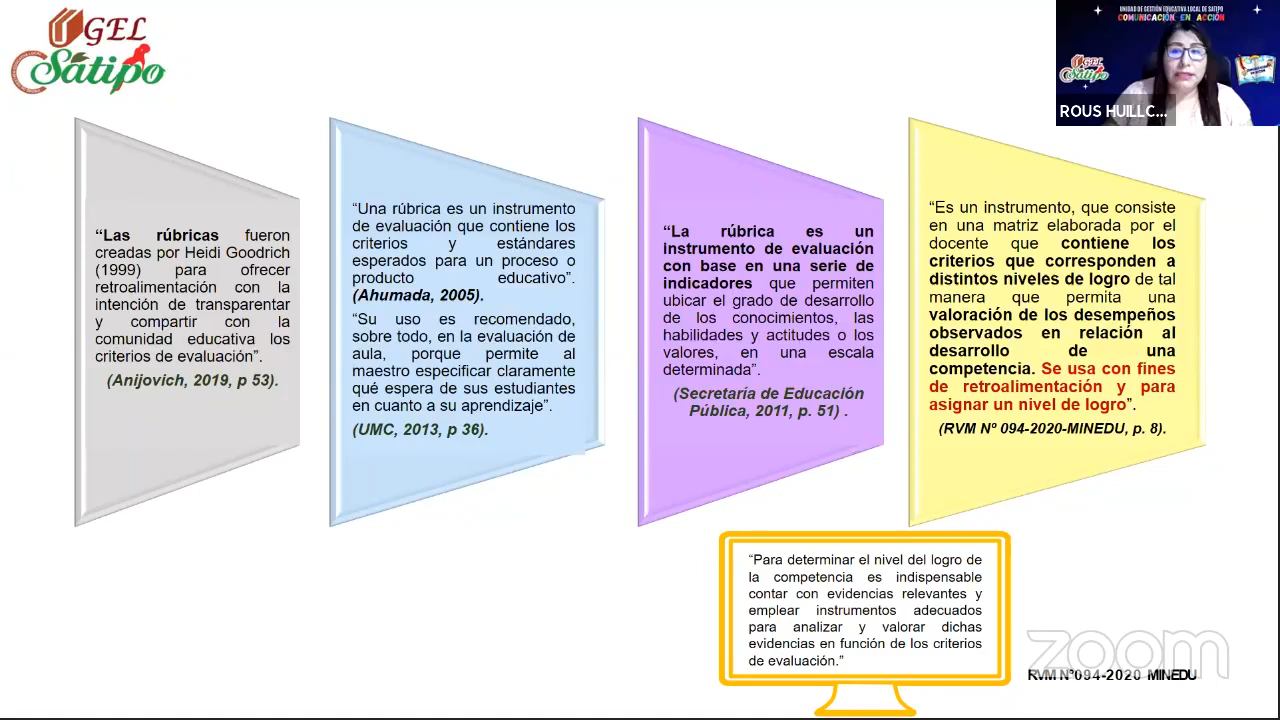 UGEL
Satipo
UNIDAD DE GESTIÓN EDUCATIVA LOCAL DE SATIPO
COMUNICACIÓN EN ACCIÓN
UGEL
Satipo
ROUS HUILLC...
“Las rúbricas fueron
creadas por Heidi Goodrich
(1999) para ofrecer
retroalimentación con la
intención de transparentar
y compartir con la
comunidad educativa los
criterios de evaluación”.
(Anijovich, 2019, p 53).
“Una rúbrica es un instrumento
de evaluación que contiene los
criterios y estándares
esperados para un proceso o
producto educativo”.
(Ahumada, 2005).
“Su uso es recomendado,
sobre todo, en la evaluación de
aula, porque permite al
maestro especificar claramente
qué espera de sus estudiantes
en cuanto a su aprendizaje”.
(UMC, 2013, p 36).
“La rúbrica es un
instrumento de evaluación
con base en una serie de
indicadores que permiten
ubicar el grado de desarrollo
de los conocimientos, las
habilidades y actitudes o los
valores, en una escala
determinada”.
(Secretaría de Educación
Pública, 2011, p. 51) .
“Es un instrumento, que consiste
en una matriz elaborada por el
docente que contiene los
criterios que corresponden a
distintos niveles de logro de tal
manera que permita una
valoración de los desempeños
observados en relación al
desarrollo de una
competencia. Se usa con fines
de retroalimentación y para
asignar un nivel de logro”.
(RVM Nº 094-2020-MINEDU, p. 8).
“Para determinar el nivel del logro de
la competencia es indispensable
contar con evidencias relevantes y
emplear instrumentos adecuados
para analizar y valorar dichas
evidencias en función de los criterios
de evaluación.”
zoom
RVM N°094-2020 MINEDU